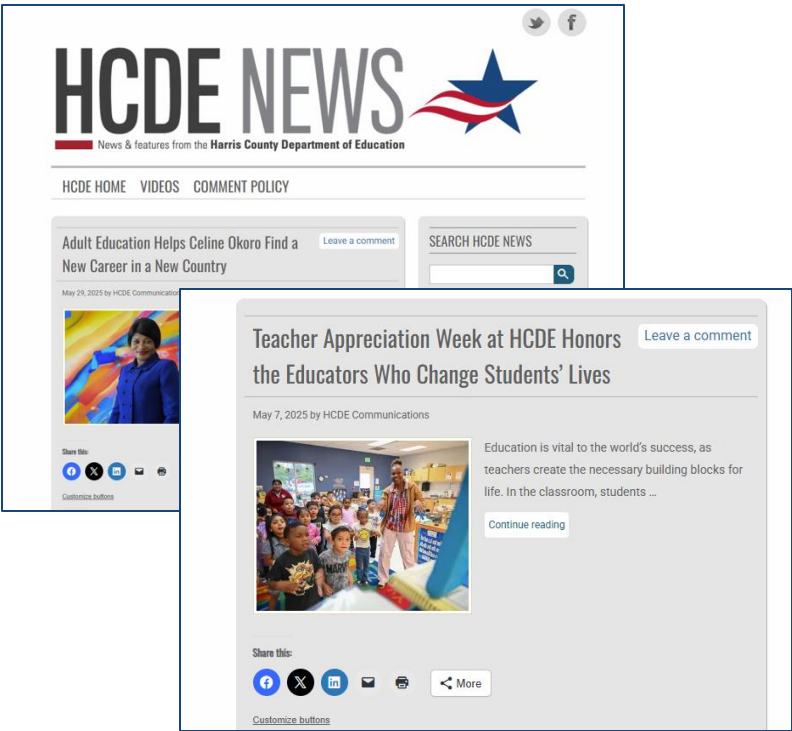 HCDE NEWS
News & features from the Harris County Department of Education
HCDE HOME VIDEOS COMMENT POLICY
Adult Education Helps Celine Okoro Find a
New Career in a New Country
Leave a comment
May 29, 2025 by HCDE Communication
Share this:
Customize buttons
SEARCH HCDE NEWS
Teacher Appreciation Week at HCDE Honors
the Educators Who Change Students’ Lives
Leave a comment
May 7, 2025 by HCDE Communications
Education is vital to the world’s success, as
teachers create the necessary building blocks for
life. In the classroom, students ...
Continue reading
MARV
Share this:
More
Customize buttons